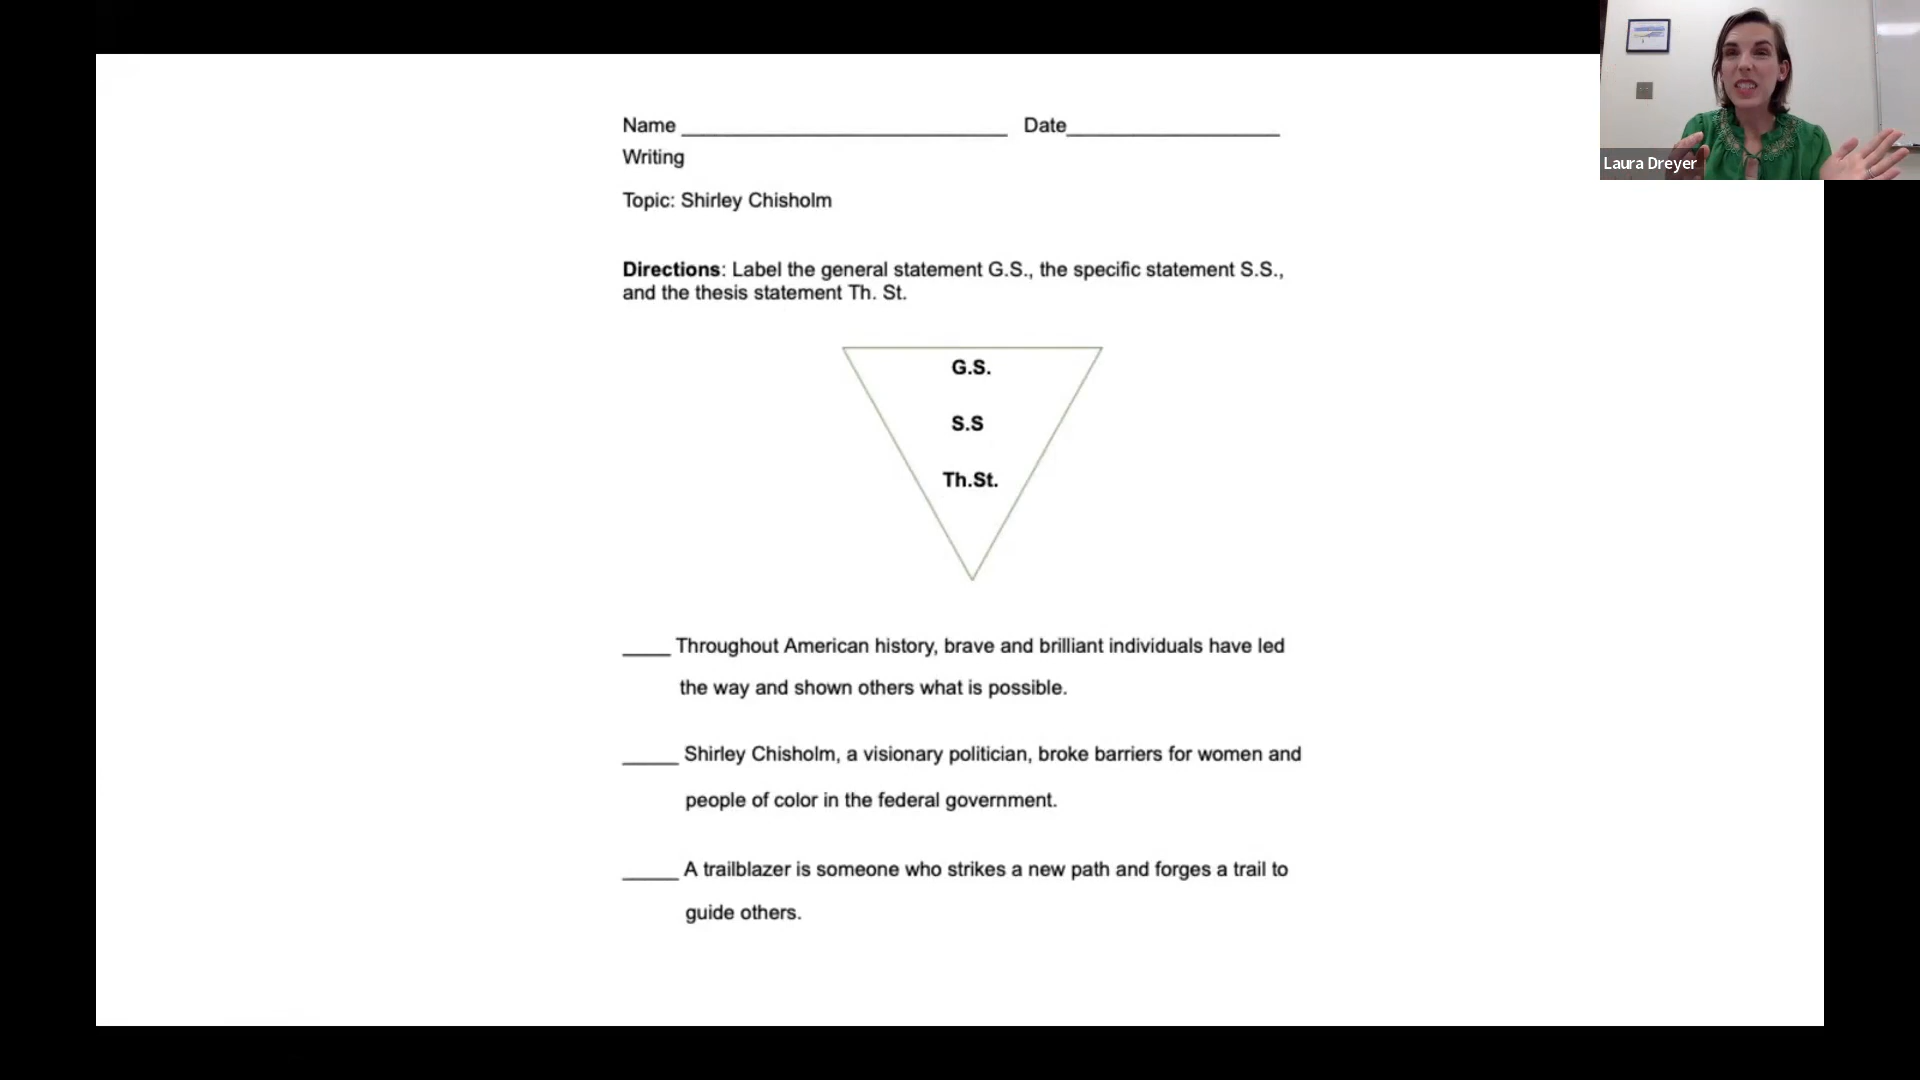 Name ______________________________ Date____________________
Writing
Topic: Shirley Chisholm
Directions: Label the general statement G.S., the specific statement S.S.,
and the thesis statement Th. St.
G.S.
S.S
Th.St.
____ Throughout American history, brave and brilliant individuals have led
the way and shown others what is possible.
_____ Shirley Chisholm, a visionary politician, broke barriers for women and
people of color in the federal government.
_____ A trailblazer is someone who strikes a new path and forges a trail to
guide others.
Laura Dreyer